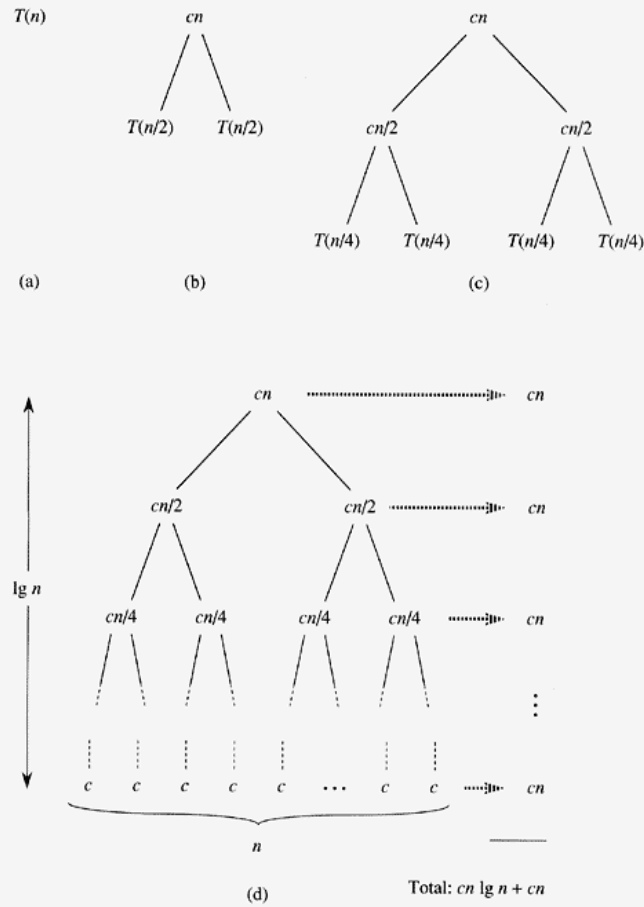 T(n)
cn
cn
T(n/2) T(n/2)
cn/2 cn/2
T(n/4) T(n/4) T(n/4) T(n/4)
(a) (b) (c)
cn cn
cn/2 cn/2 cn
lg n
cn/4 cn/4 cn/4 cn/4 cn
c c c c c ... c c cn
n
(d)
Total: cn lg n + cn